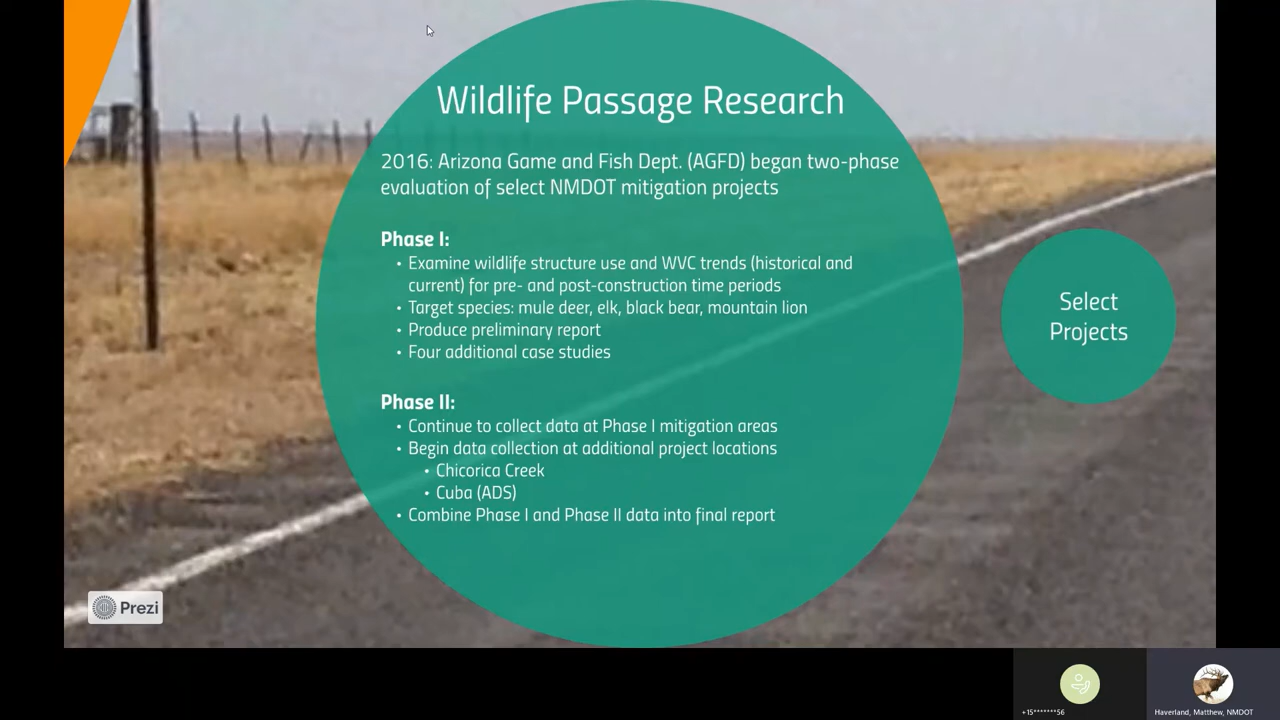 Wildlife Passage Research
2016: Arizona Game and Fish Dept. (AGFD) began two-phase
evaluation of select NMDOT mitigation projects
Phase I:
• Examine wildlife structure use and WVC trends (historical and
current) for pre- and post-construction time periods
• Target species: mule deer, elk, black bear, mountain lion
• Produce preliminary report
• Four additional case studies
Phase II:
• Continue to collect data at Phase I mitigation areas
• Begin data collection at additional project locations
• Chicorica Creek
• Cuba (ADS)
• Combine Phase I and Phase II data into final report
Select
Projects
Prezi
+15*******56
Haverland, Matthew, NMDOT